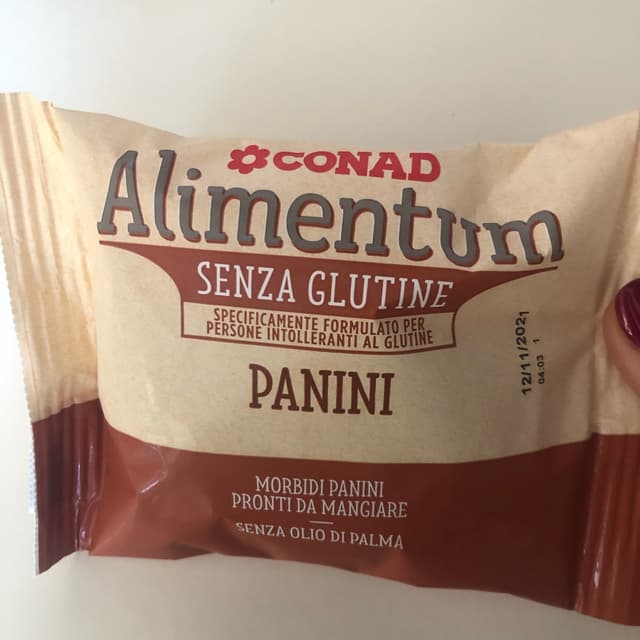 CONAD
Alimentum
SENZA GLUTINE
SPECIFICAMENTE FORMULATO PER
PERSONE INTOLLERANTI AL GLUTINE
PANINI
12/11/2021
04:03 1
MORBIDI PANINI
PRONTI DA MANGIARE
SENZA OLIO DI PALMA